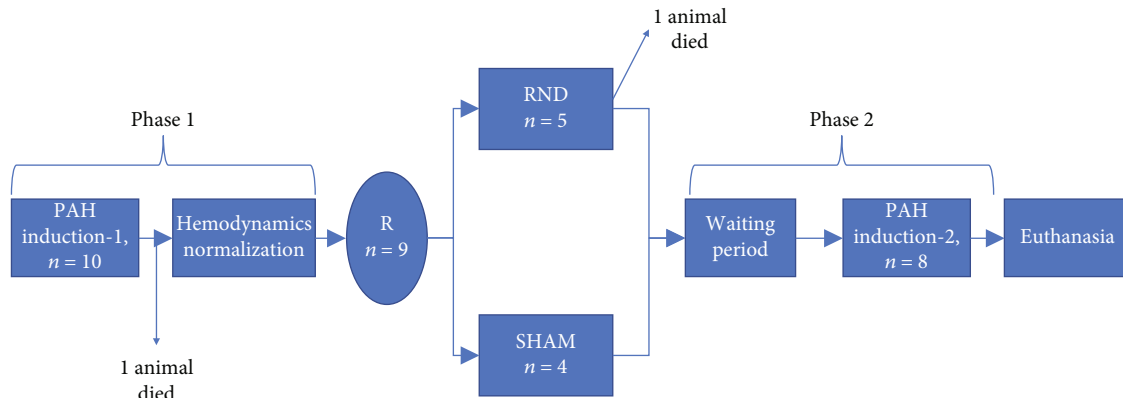 Phase 1
PAH
induction-1,
n = 10
1 animal
died
Hemodynamics
normalization
R
n = 9
RND
n = 5
1 animal
died
SHAM
n = 4
Phase 2
Waiting
period
PAH
induction-2,
n = 8
Euthanasia